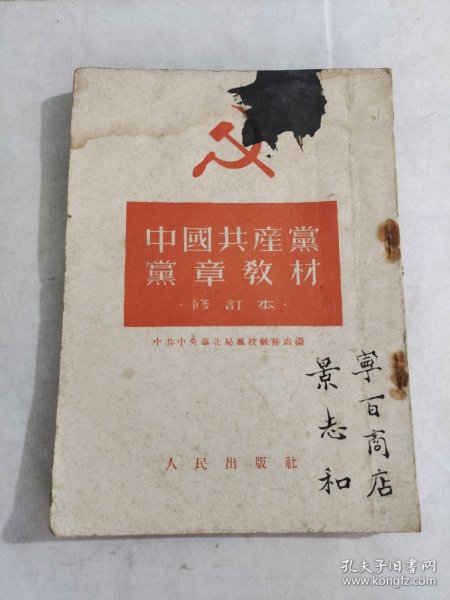 中國共產黨
黨章教材
·修訂本·
中共中央華北局黨校教務處編
人民出版社
寧百商店
景志和
孔夫子旧书网
www.kongfz.com